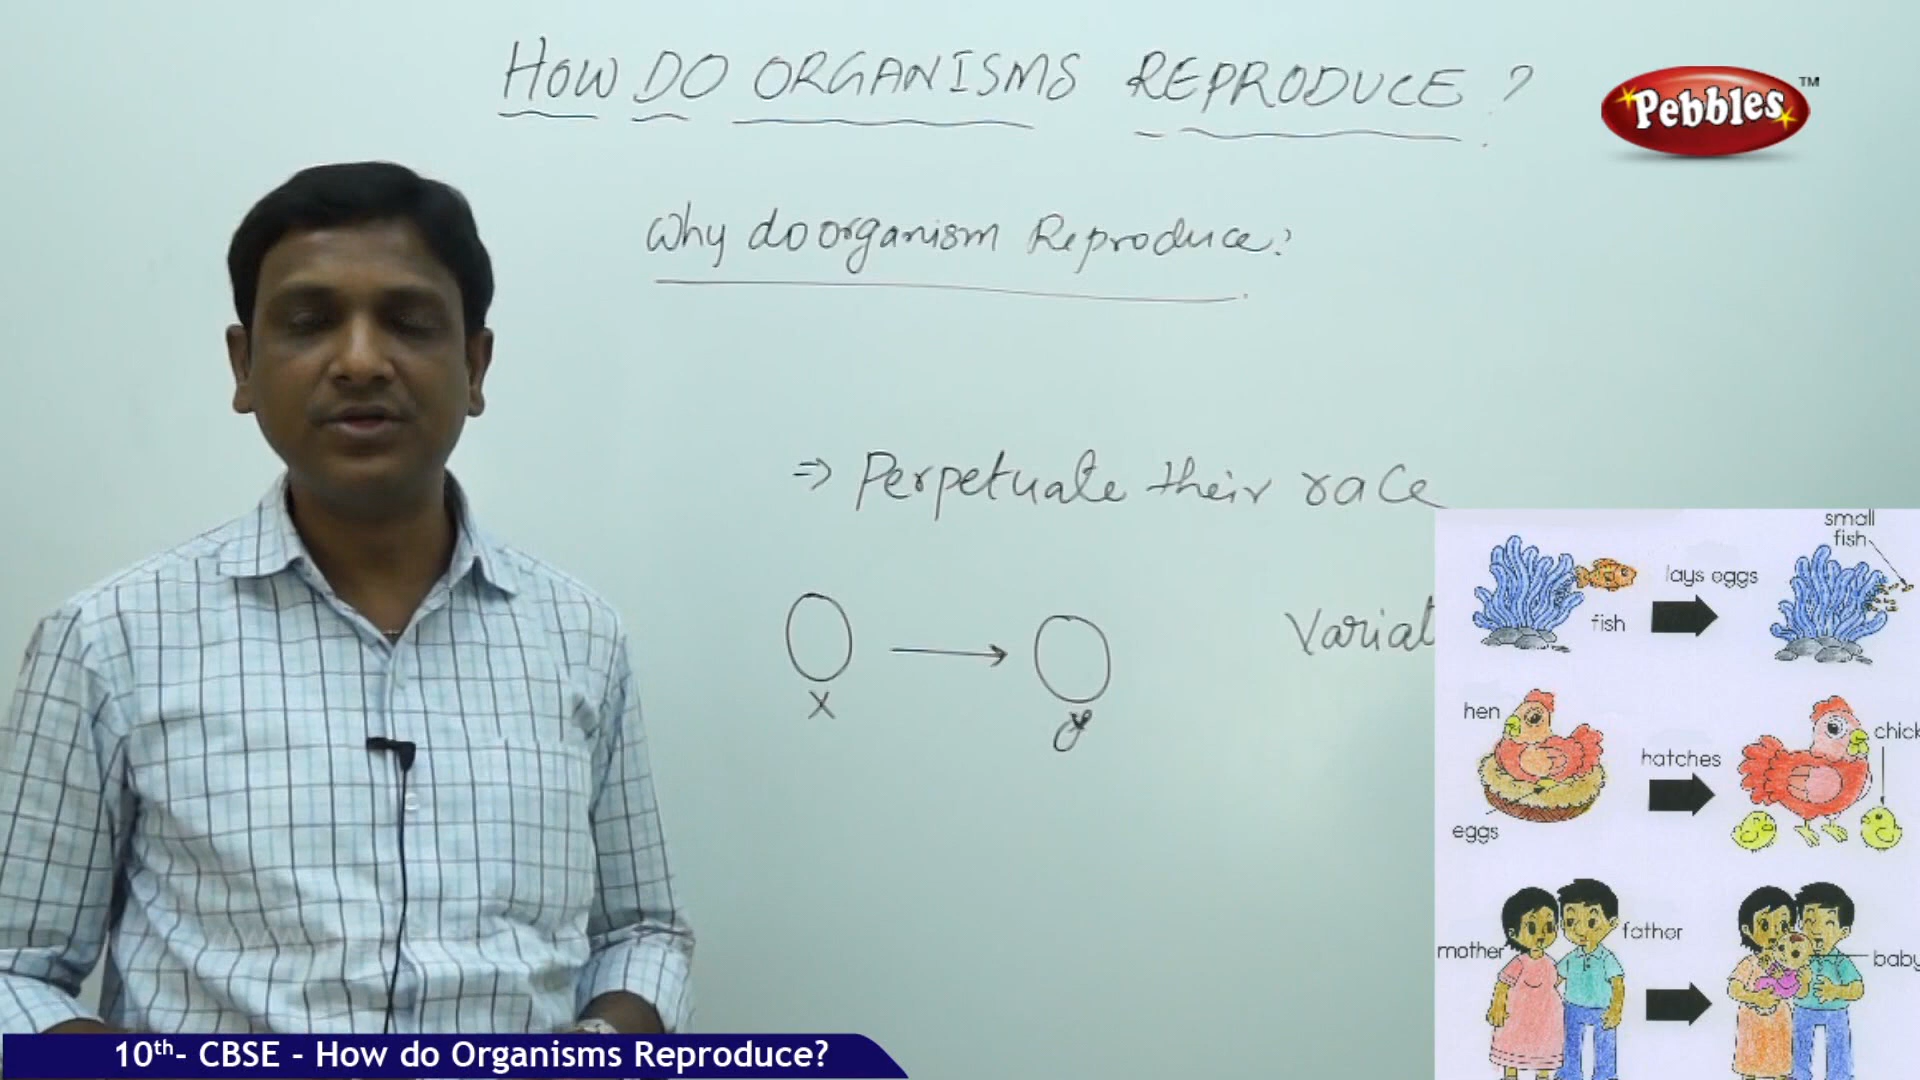 HOW DO ORGANISMS REPRODUCE ?
Pebbles™
Why do organism Reproduce?
⇒ Perpetuate their race
X
y
Variat
small
fish
lays eggs
fish
hen
hatches
chick
eggs
mother
father
baby
10th- CBSE - How do Organisms Reproduce?